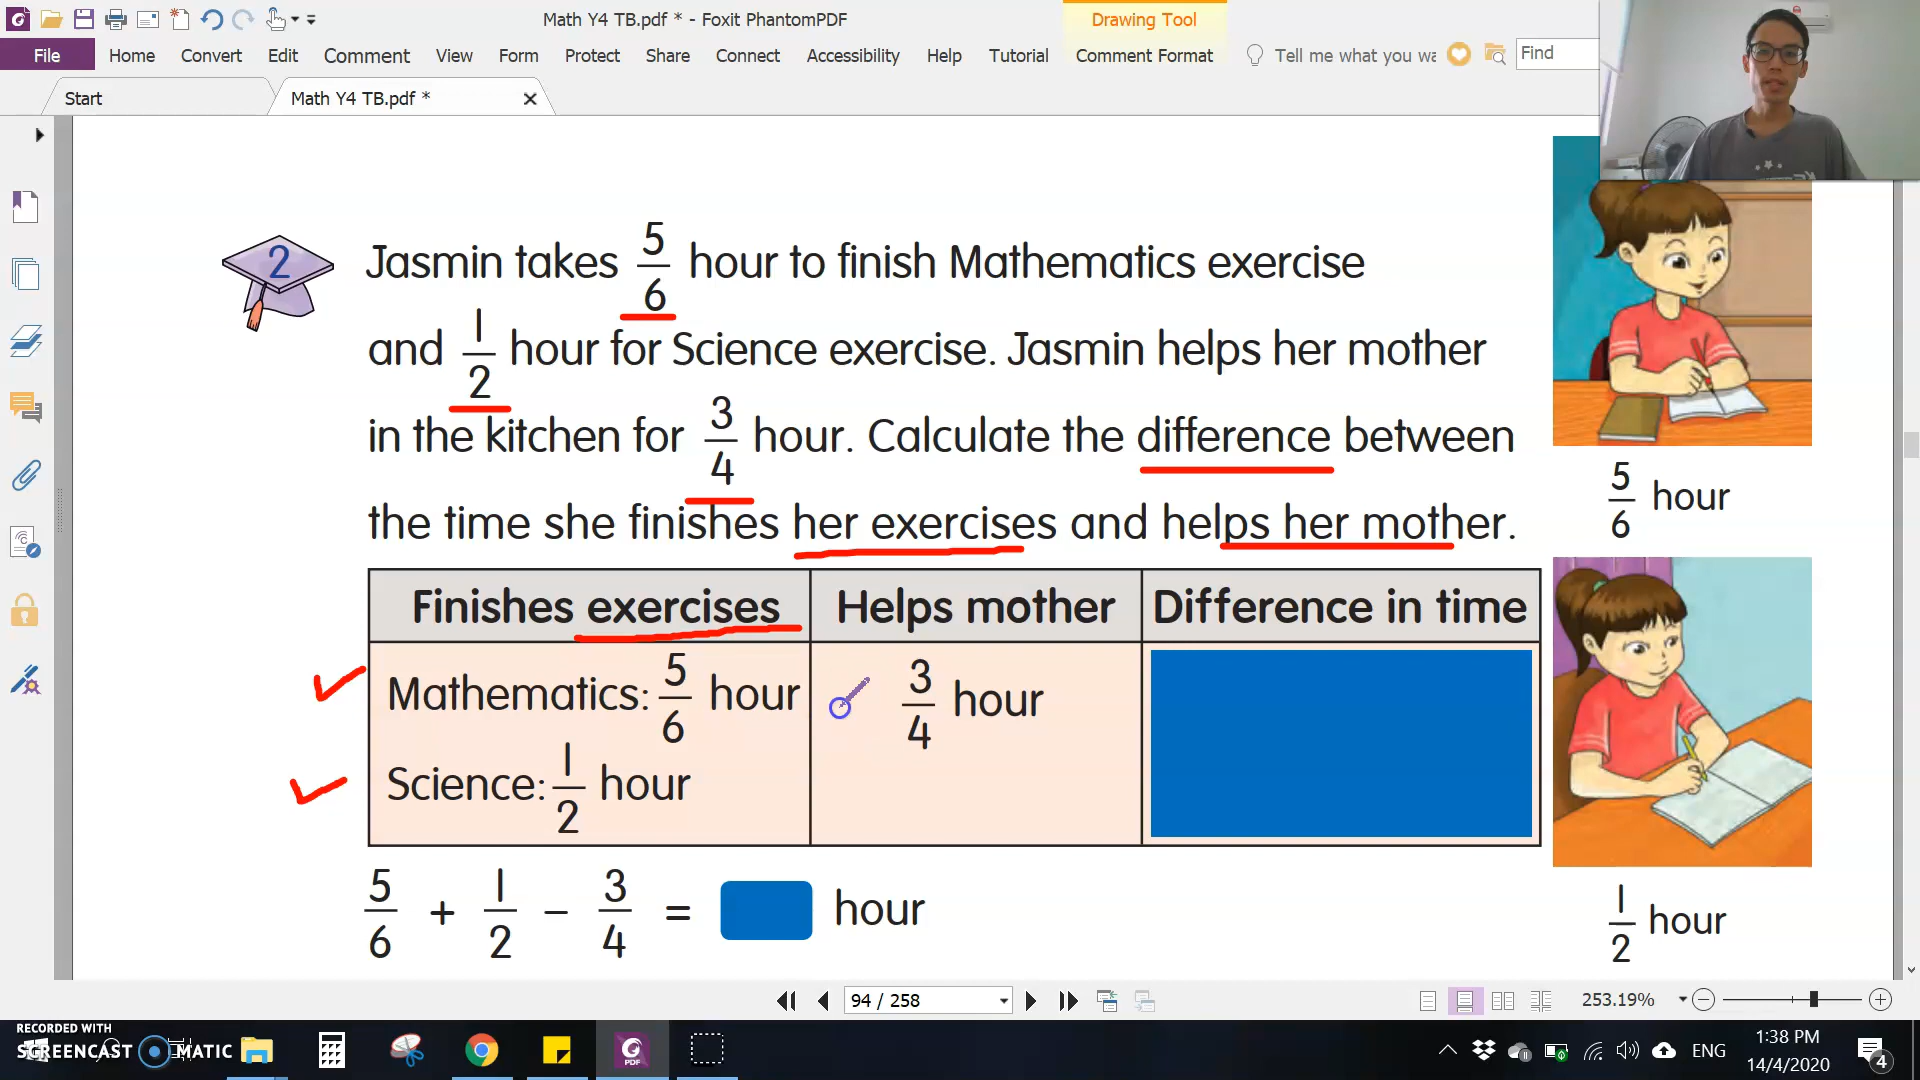 Math Y4 TB.pdf * - Foxit PhantomPDF
Drawing Tool
File Home Convert Edit Comment View Form Protect Share Connect Accessibility Help Tutorial Comment Format Tell me what you wa Find
Start Math Y4 TB.pdf *
2 Jasmin takes 5/6 hour to finish Mathematics exercise
and 1/2 hour for Science exercise. Jasmin helps her mother
in the kitchen for 3/4 hour. Calculate the difference between
the time she finishes her exercises and helps her mother.
5/6 hour
Finishes exercises Helps mother Difference in time
Mathematics: 5/6 hour 3/4 hour
Science: 1/2 hour
5/6 + 1/2 − 3/4 = hour
1/2 hour
94 / 258 253.19%
RECORDED WITH
SCREENCAST MATIC
PDF
ENG
1:38 PM
14/4/2020
4